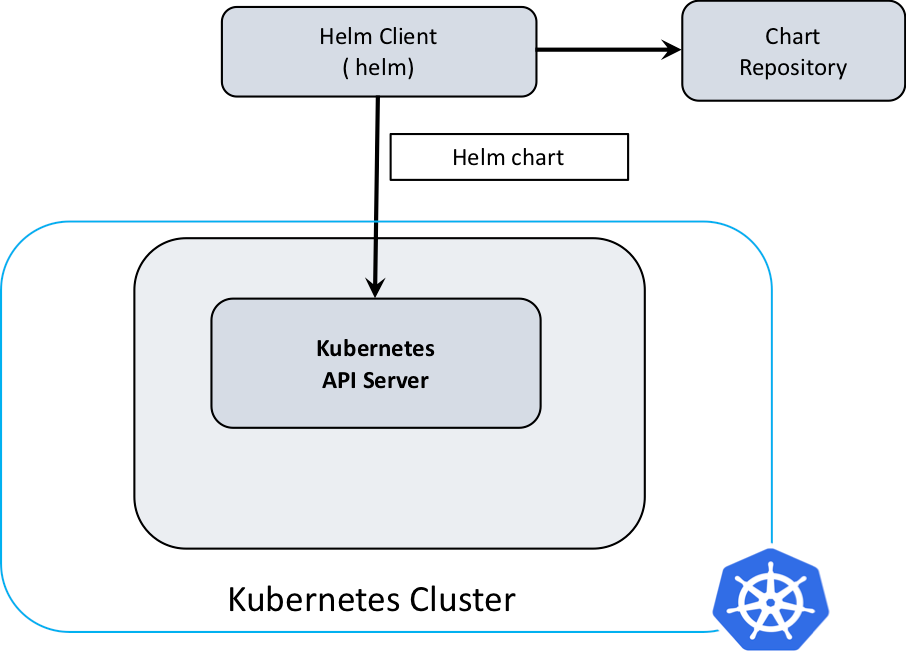 Helm Client
( helm)
Chart
Repository
Helm chart
Kubernetes
API Server
Kubernetes Cluster